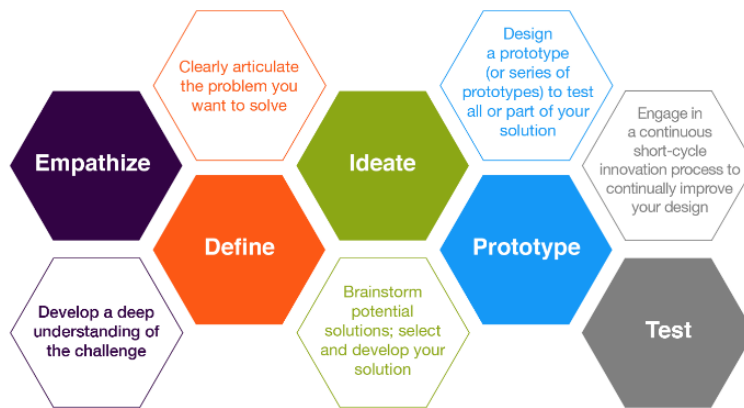 Empathize
Develop a deep
understanding of
the challenge
Clearly articulate
the problem you
want to solve
Define
Ideate
Brainstorm
potential
solutions; select
and develop your
solution
Design
a prototype
(or series of
prototypes) to test
all or part of your
solution
Prototype
Engage in
a continuous
short-cycle
innovation process to
continually improve
your design
Test